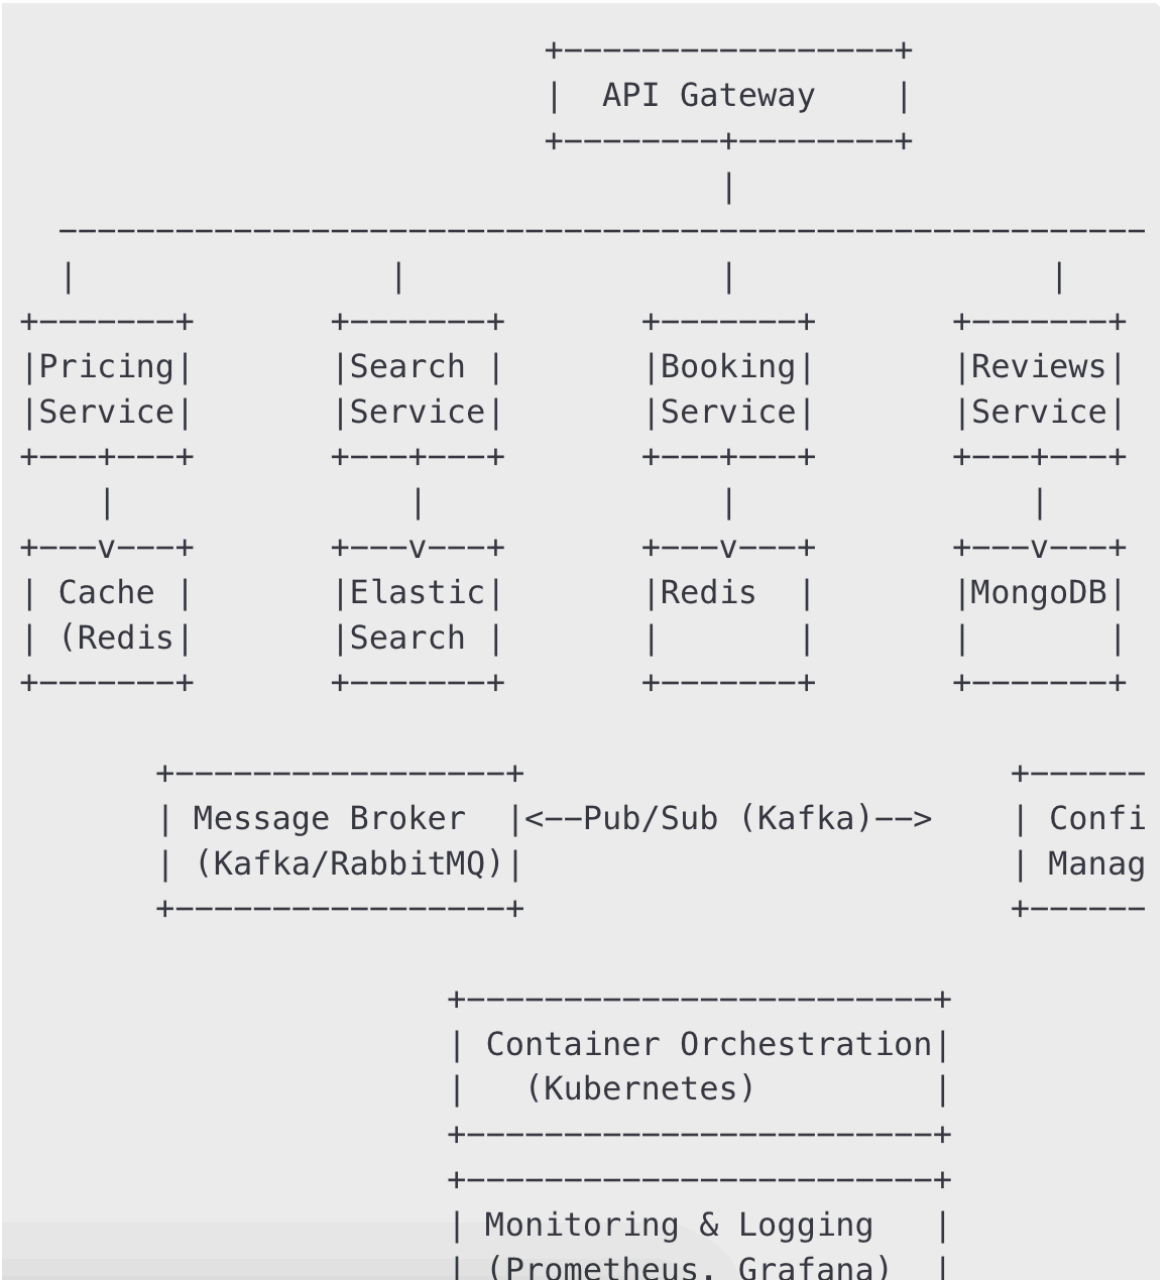 API Gateway
Pricing Search Booking Reviews
Service Service Service Service
Cache Elastic Redis MongoDB
(Redis Search
Message Broker <--Pub/Sub (Kafka)--> Confi
(Kafka/RabbitMQ) Manag
Container Orchestration
(Kubernetes)
Monitoring & Logging
(Prometheus, Grafana)